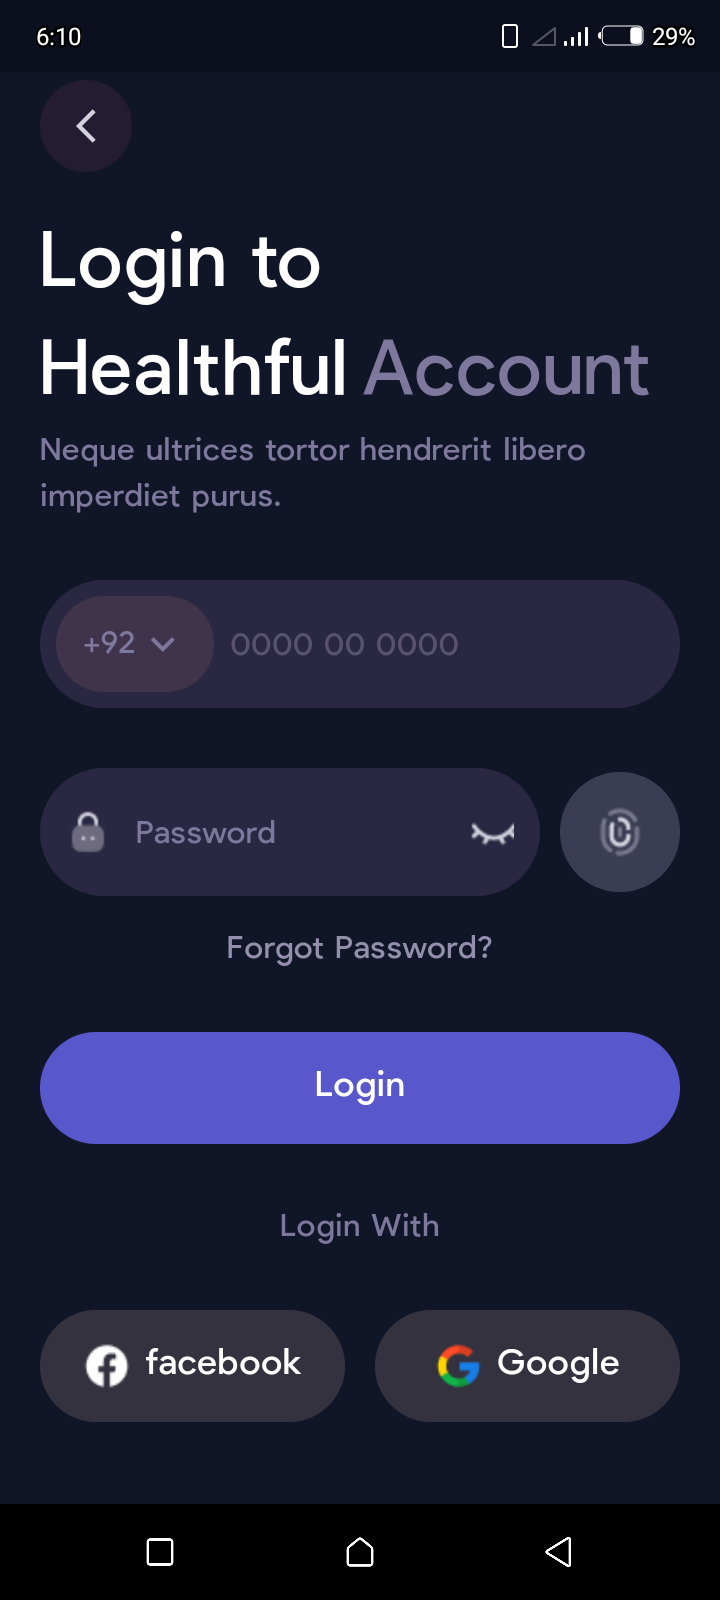 6:10
29%
Login to
Healthful Account
Neque ultrices tortor hendrerit libero
imperdiet purus.
+92 0000 00 0000
Password
Forgot Password?
Login
Login With
facebook Google